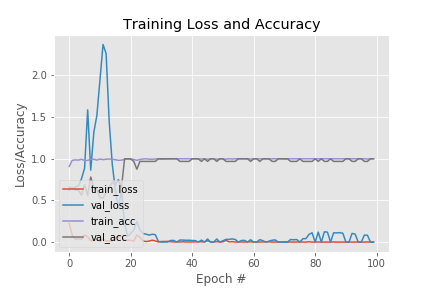 Training Loss and Accuracy
Loss/Accuracy
2.0
1.5
1.0
0.5
0.0
train_loss
val_loss
train_acc
val_acc
0 20 40 60 80 100
Epoch #